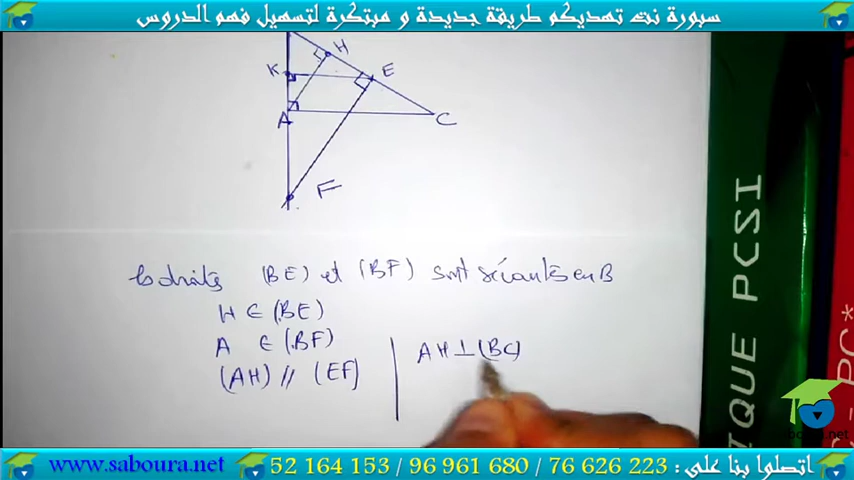 سبورة نت تهديكم طريقة جديدة و مبتكرة لتسهيل فهم الدروس
H
K
E
A
C
F
les droites (BE) et (BF) sont sécantes en B
H ∈ (BE)
A ∈ (BF)
(AH) // (EF)
AH ⊥ (BC)
IQUE PCSI
PC*
www.saboura.net
52 164 153 / 96 961 680 / 76 626 223 : اتصلوا بنا على